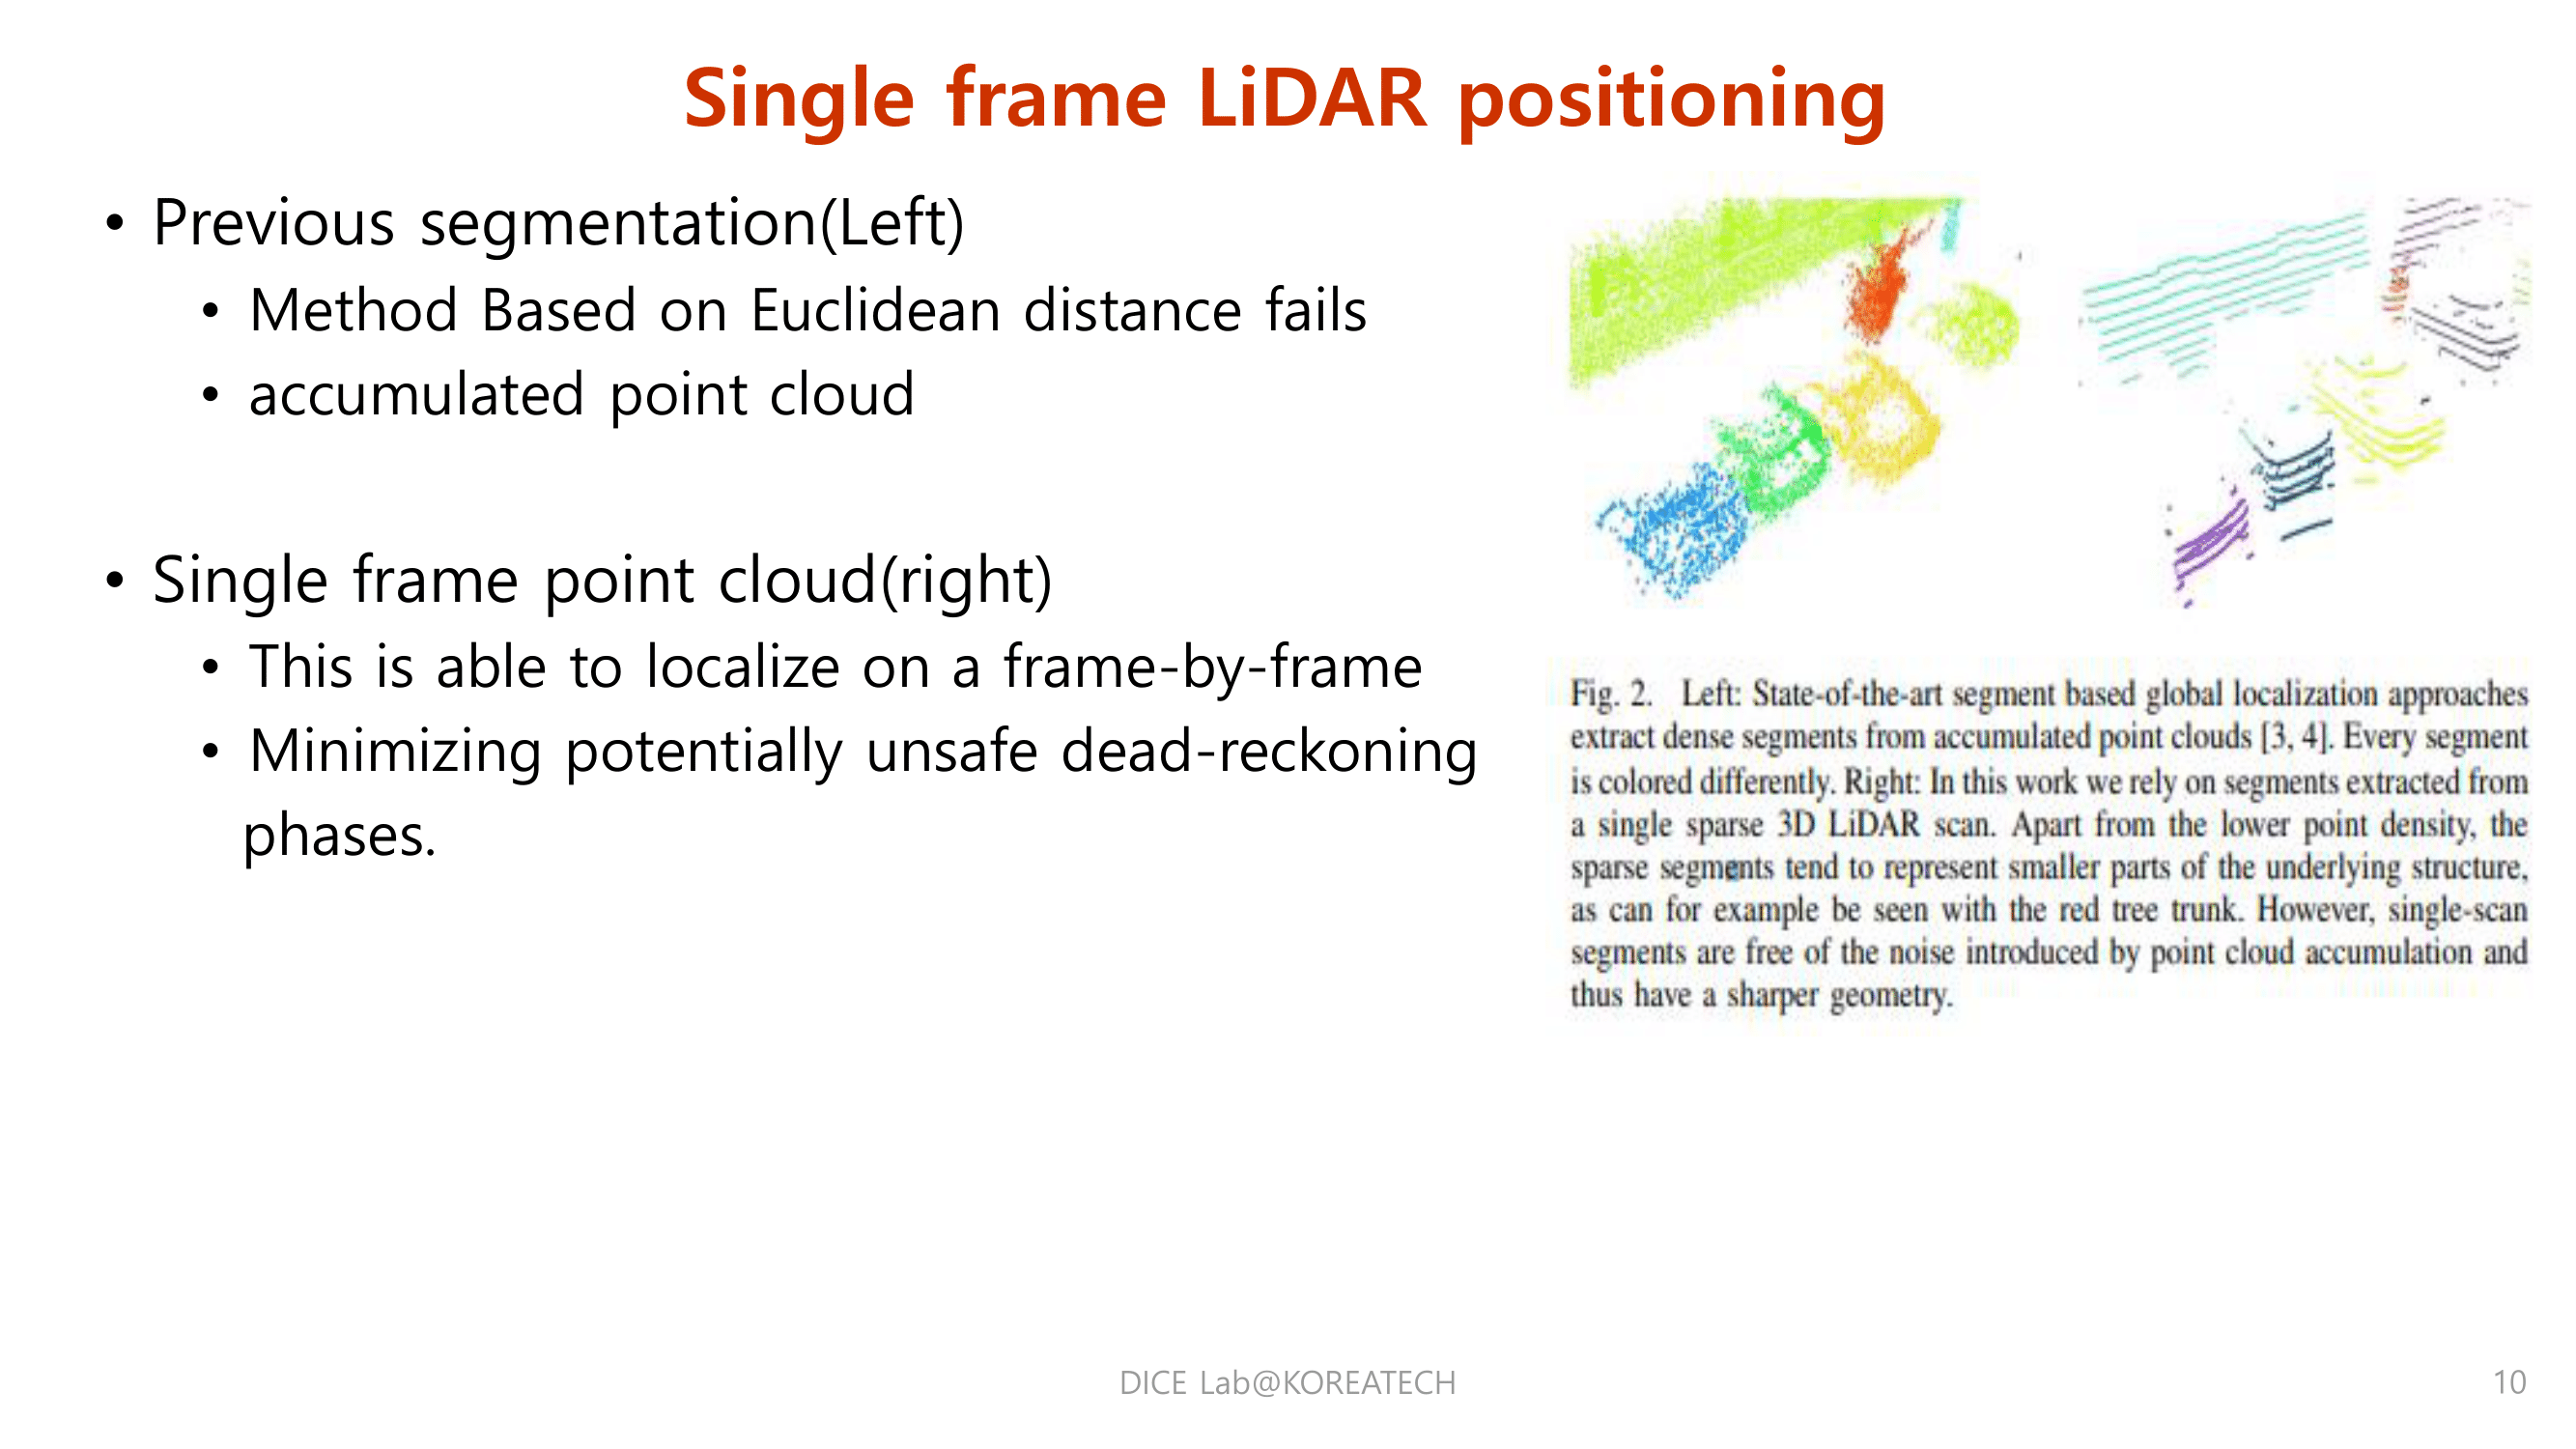 Single frame LiDAR positioning
• Previous segmentation(Left)
• Method Based on Euclidean distance fails
• accumulated point cloud
• Single frame point cloud(right)
• This is able to localize on a frame-by-frame
• Minimizing potentially unsafe dead-reckoning
phases.
Fig. 2. Left: State-of-the-art segment based global localization approaches
extract dense segments from accumulated point clouds [3, 4]. Every segment
is colored differently. Right: In this work we rely on segments extracted from
a single sparse 3D LiDAR scan. Apart from the lower point density, the
sparse segments tend to represent smaller parts of the underlying structure,
as can for example be seen with the red tree trunk. However, single-scan
segments are free of the noise introduced by point cloud accumulation and
thus have a sharper geometry.
DICE Lab@KOREATECH
10